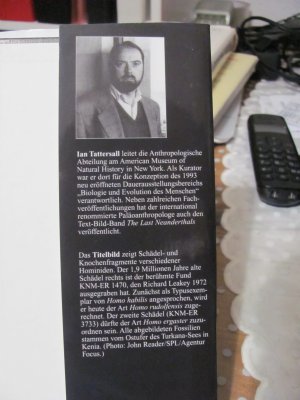 Ian Tattersall leitet die Anthropologische
Abteilung am American Museum of
Natural History in New York. Als Kurator
war er dort für die Konzeption des 1993
neu eröffneten Dauerausstellungsbereichs
„Biologie und Evolution des Menschen“
verantwortlich. Neben zahlreichen Fach-
veröffentlichungen hat der international
renommierte Paläoanthropologe auch den
Text-Bild-Band The Last Neanderthals
veröffentlicht.
Das Titelbild zeigt Schädel- und
Knochenfragmente verschiedener
Hominiden. Der 1,9 Millionen Jahre alte
Schädel rechts ist der berühmte Fund
KNM-ER 1470, den Richard Leakey 1972
ausgegraben hat. Zunächst als Typusexem-
plar von Homo habilis angesprochen, wird
er heute der Art Homo rudolfensis zuge-
rechnet. Der zweite Schädel (KNM-ER
3733) dürfte der Art Homo ergaster zuzu-
ordnen sein. Alle abgebildeten Fossilien
stammen vom Ostufer des Turkana-Sees in
Kenia. (Photo: John Reader/SPL/Agentur
Focus.)